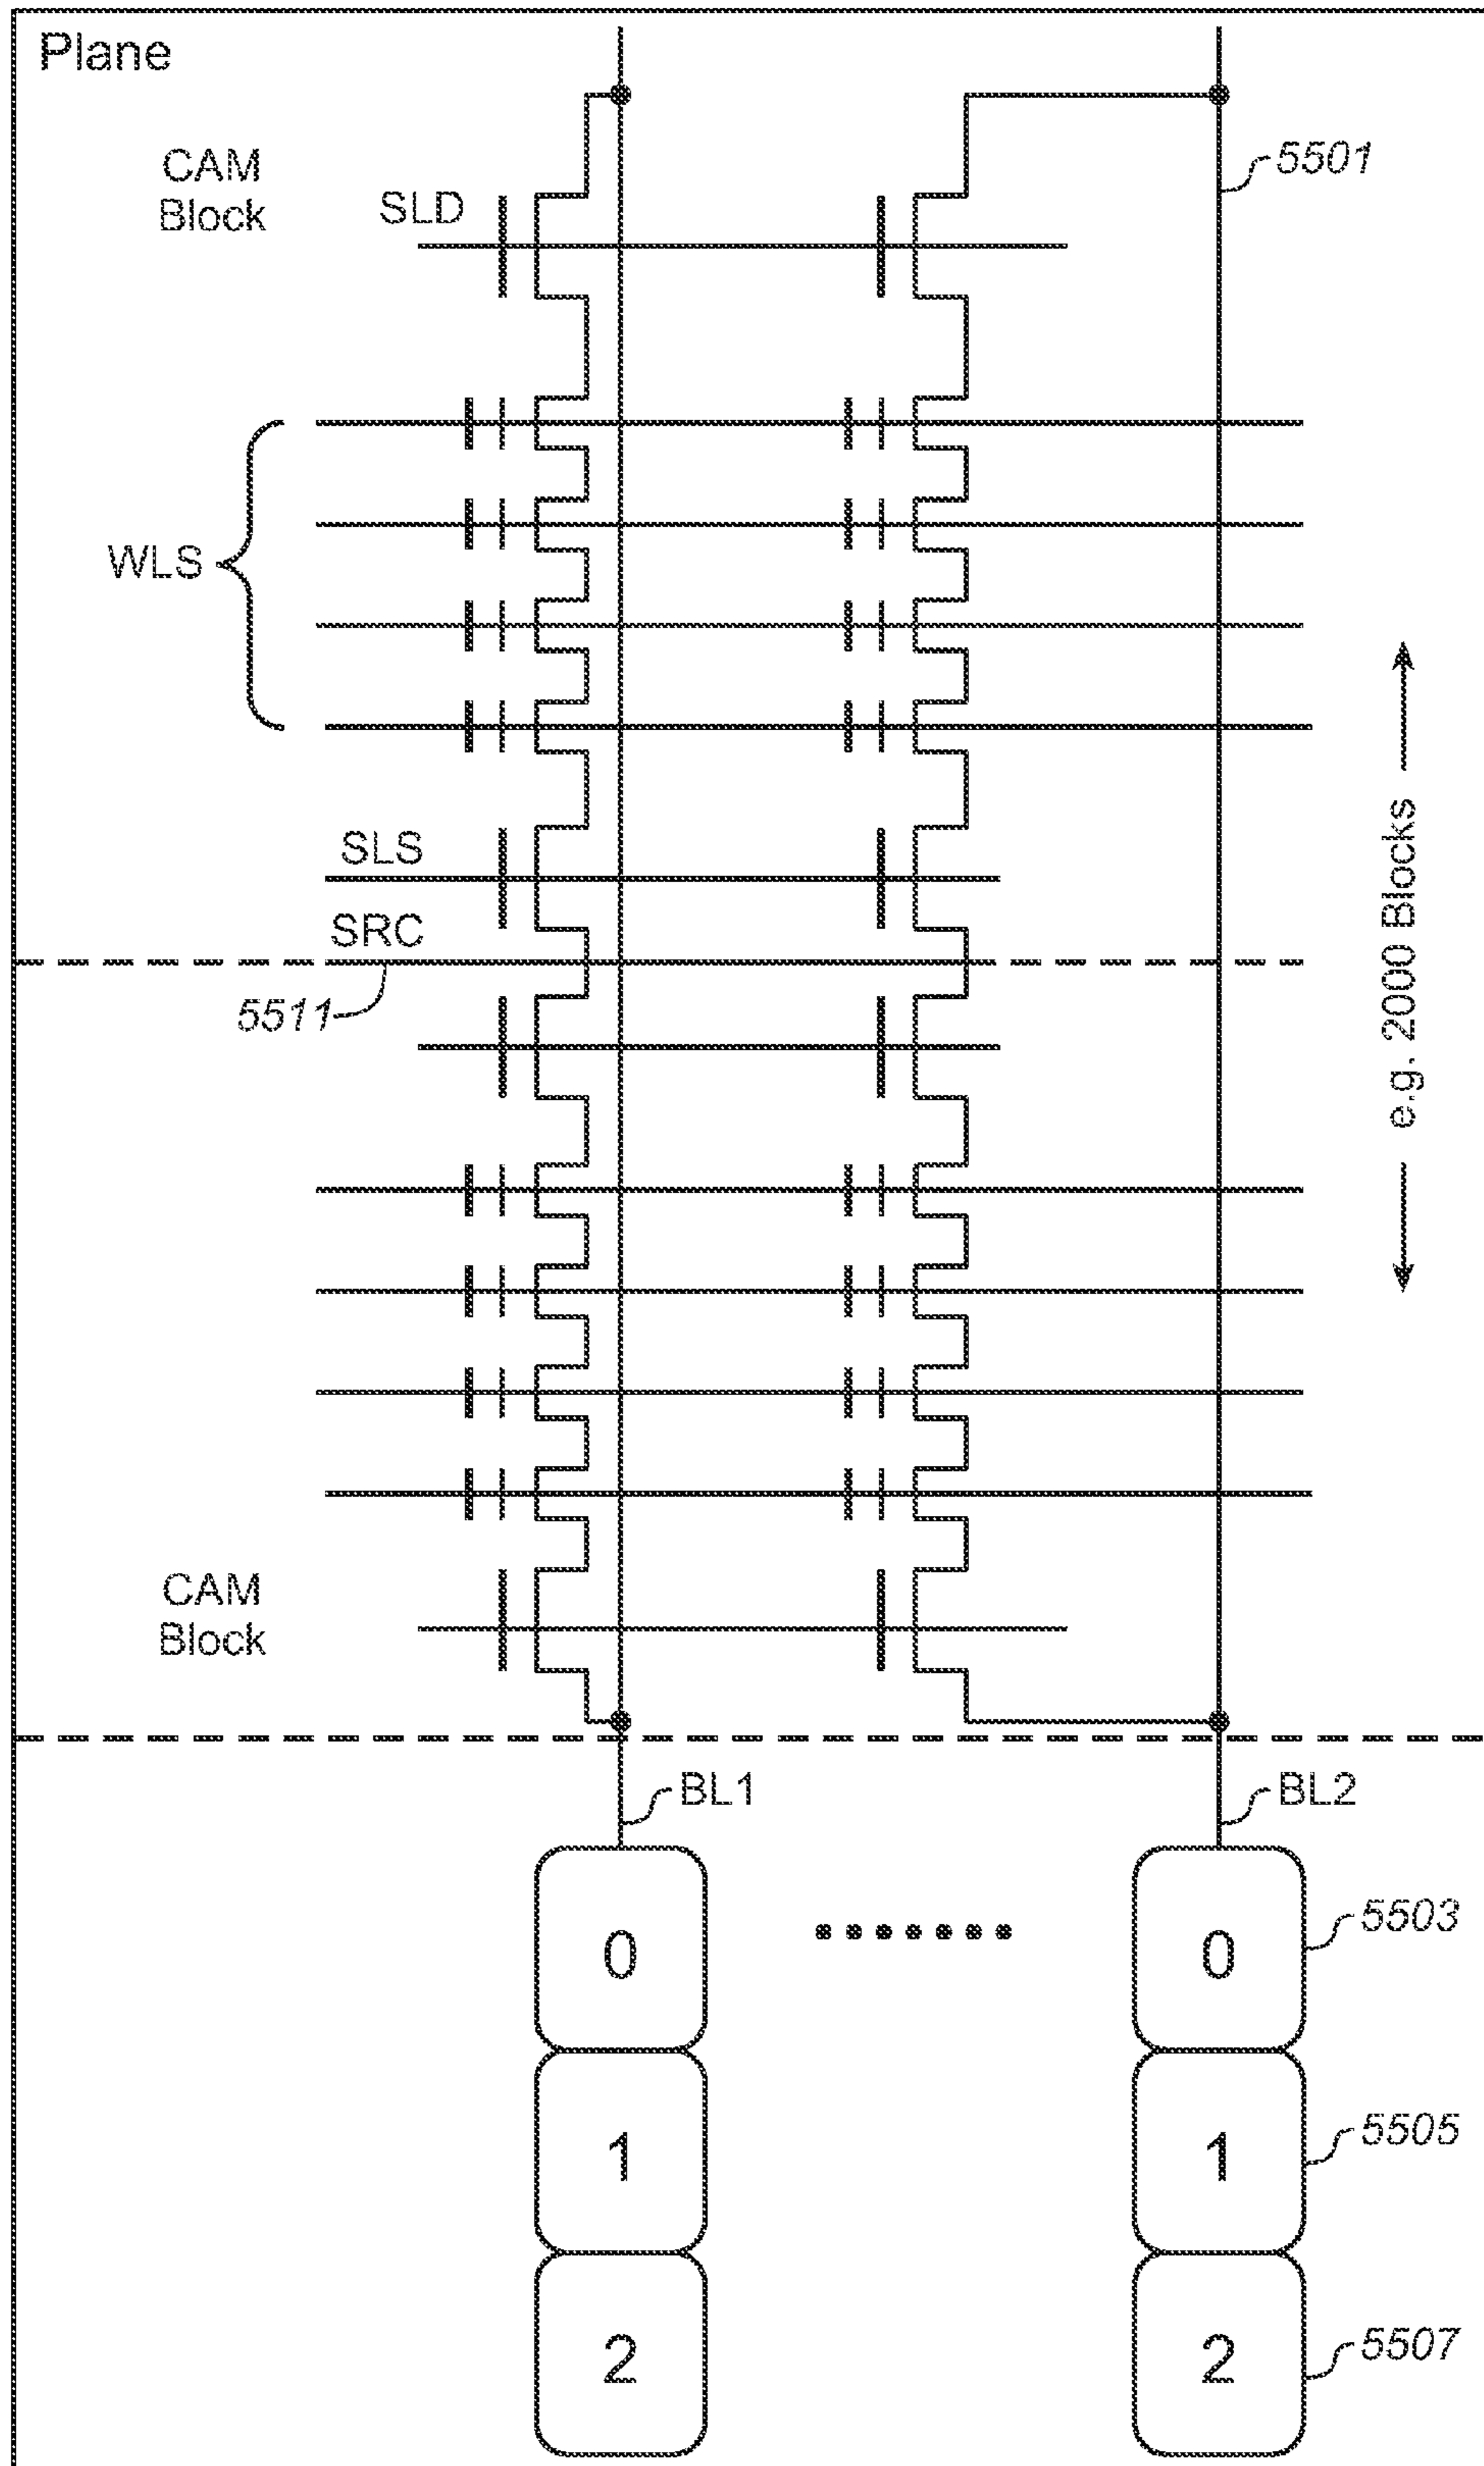 Plane
CAM
Block
SLD
5501
WLS
SLS
SRC
5511
e.g. 2000 Blocks
CAM
Block
BL1
BL2
0
0
5503
1
1
5505
2
2
5507